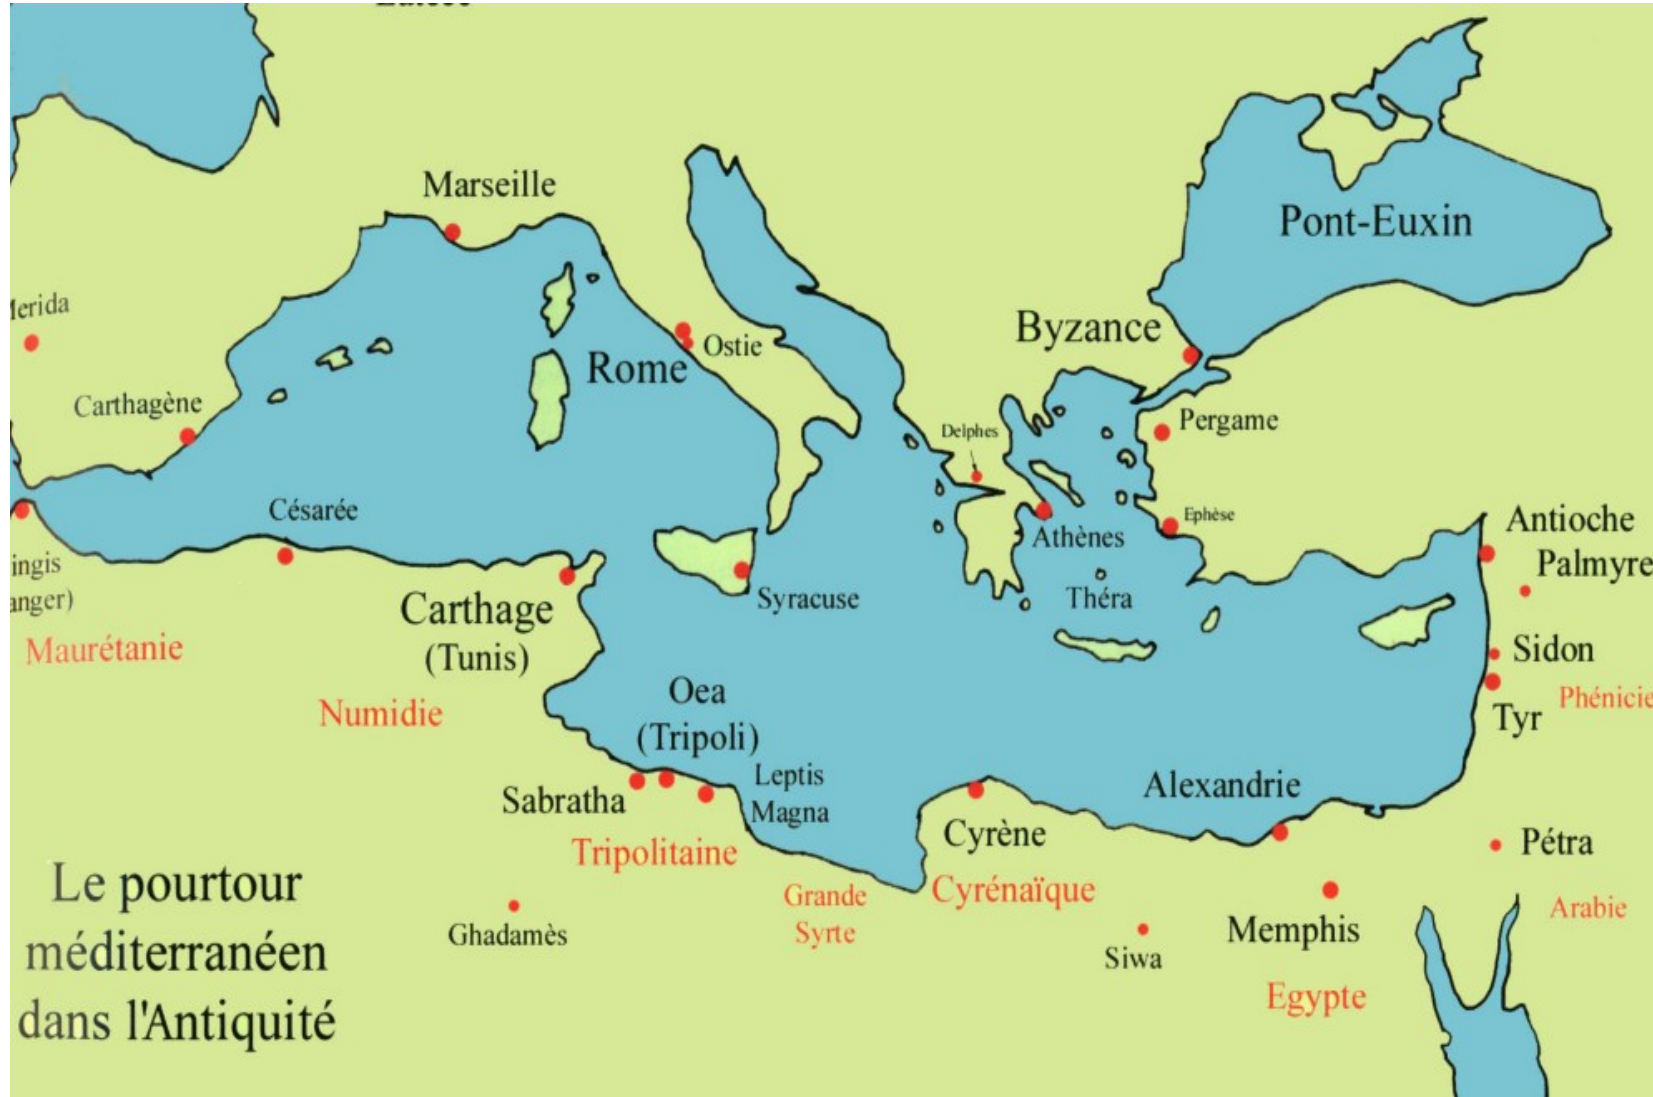 Marseille
Pont-Euxin
Byzance
Ostie
Rome
Carthagène
Pergame
Delphes
Césarée
Ephèse
Antioche
Athènes
Palmyre
Carthage
(Tunis)
Syracuse
Théra
Maurétanie
Sidon
Numidie
Oea
(Tripoli)
Phénicie
Tyr
Leptis
Magna
Alexandrie
Sabratha
Cyrène
Pétra
Tripolitaine
Grande
Syrte
Cyrénaïque
Arabie
Ghadamès
Siwa
Memphis
Egypte
Le pourtour
méditerranéen
dans l'Antiquité